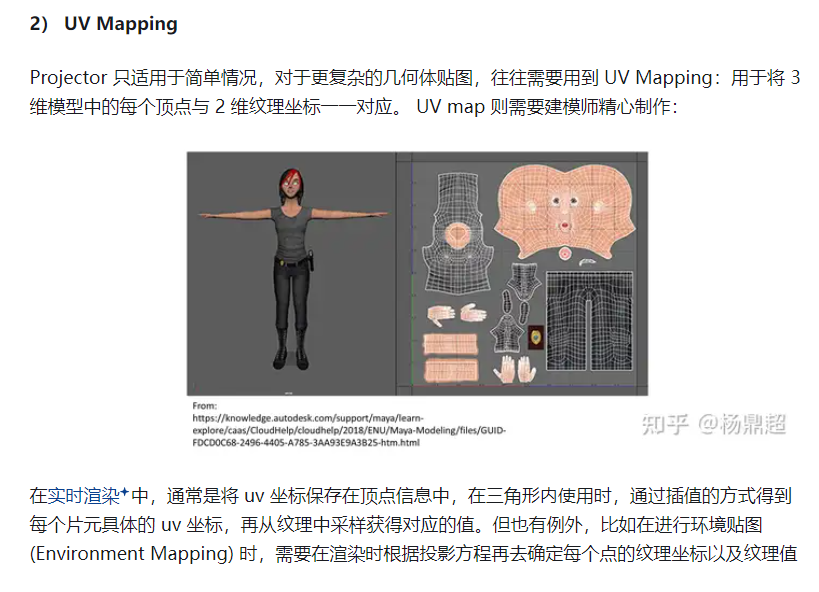 2） UV Mapping
Projector 只适用于简单情况，对于更复杂的几何体贴图，往往需要用到 UV Mapping：用于将 3
维模型中的每个顶点与 2 维纹理坐标一一对应。 UV map 则需要建模师精心制作：
From:
https://knowledge.autodesk.com/support/maya/learn-
explore/caas/CloudHelp/cloudhelp/2018/ENU/Maya-Modeling/files/GUID-
FDCD0C68-2496-4405-A785-3AA93E9A3B25-htm.html
知乎 @杨鼎超
在实时渲染中，通常是将 uv 坐标保存在顶点信息中，在三角形内使用时，通过插值的方式得到
每个片元具体的 uv 坐标，再从纹理中采样获得对应的值。但也有例外，比如在进行环境贴图
(Environment Mapping) 时，需要在渲染时根据投影方程再去确定每个点的纹理坐标以及纹理值